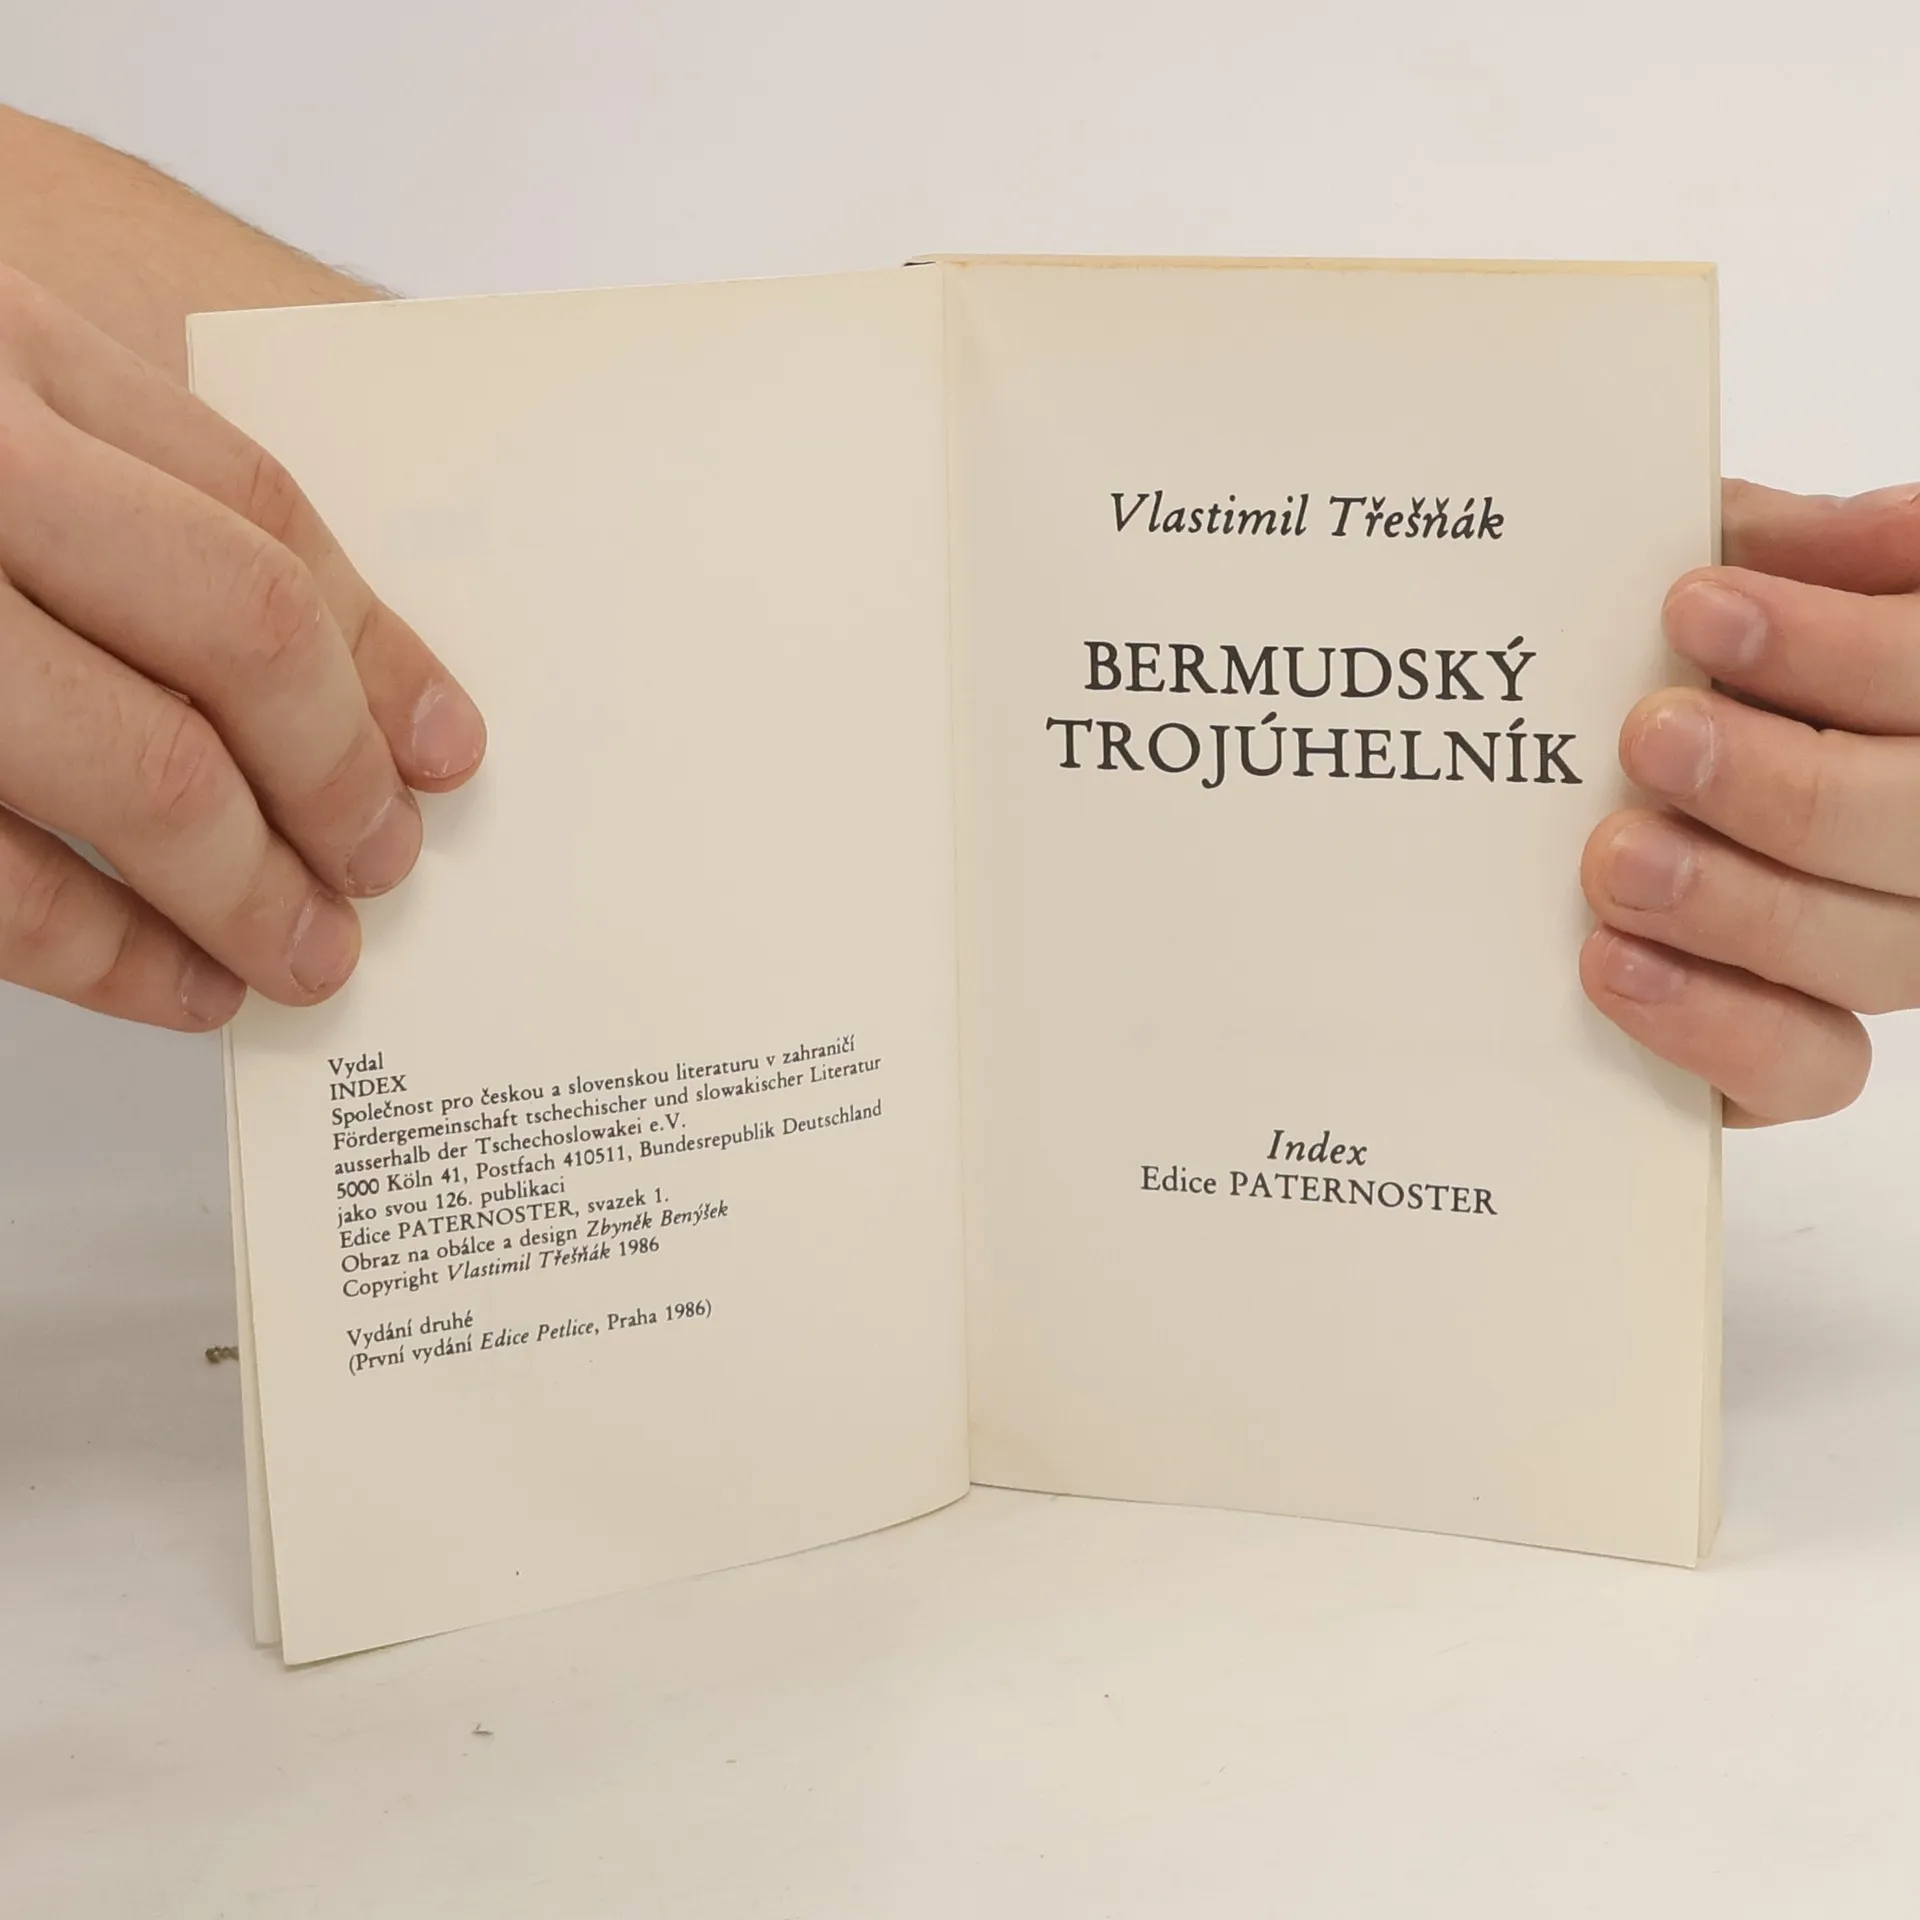 Vydal
INDEX
Společnost pro českou a slovenskou literaturu v zahraničí
Fördergemeinschaft tschechischer und slowakischer Literatur
ausserhalb der Tschechoslowakei e.V.
5000 Köln 41, Postfach 410511, Bundesrepublik Deutschland
jako svou 126. publikaci
Edice PATERNOSTER, svazek 1.
Obraz na obálce a design Zbyněk Benýšek
Copyright Vlastimil Třešňák 1986
Vydání druhé
(První vydání Edice Petlice, Praha 1986)
Vlastimil Třešňák
BERMUDSKÝ
TROJÚHELNÍK
Index
Edice PATERNOSTER